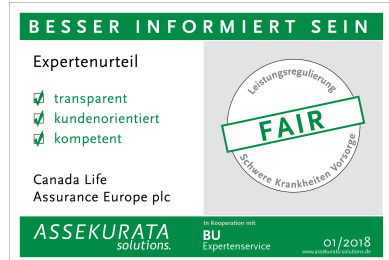 BESSER INFORMIERT SEIN
Expertenurteil
transparent
kundenorientiert
kompetent
Canada Life
Assurance Europe plc
Leistungsregulierung
FAIR
Schwere Krankheiten Vorsorge
ASSEKURATA
solutions.
In Kooperation mit
BU
Expertenservice
01/2018
www.assekurata-solutions.de